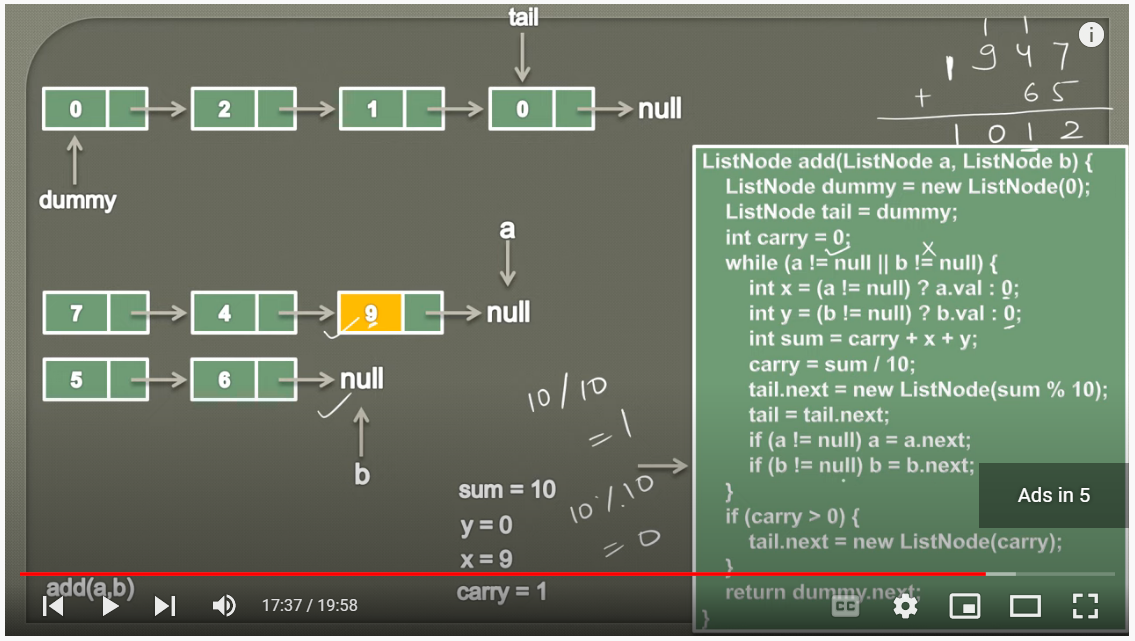 tail
0 2 1 0 null
dummy
1 1
1 9 4 7
+ 6 5
1 0 1 2
a
7 4 9 null
5 6 null
b
10/10
= 1
10 % 10
= 0
sum = 10
y = 0
x = 9
carry = 1
add(a,b)
ListNode add(ListNode a, ListNode b) {
ListNode dummy = new ListNode(0);
ListNode tail = dummy;
int carry = 0;
x
while (a != null || b != null) {
int x = (a != null) ? a.val : 0;
int y = (b != null) ? b.val : 0;
int sum = carry + x + y;
carry = sum / 10;
tail.next = new ListNode(sum % 10);
tail = tail.next;
if (a != null) a = a.next;
if (b != null) b = b.next;
}
if (carry > 0) {
tail.next = new ListNode(carry);
}
return dummy.next;
}
Ads in 5
17:37 / 19:58
CC
i